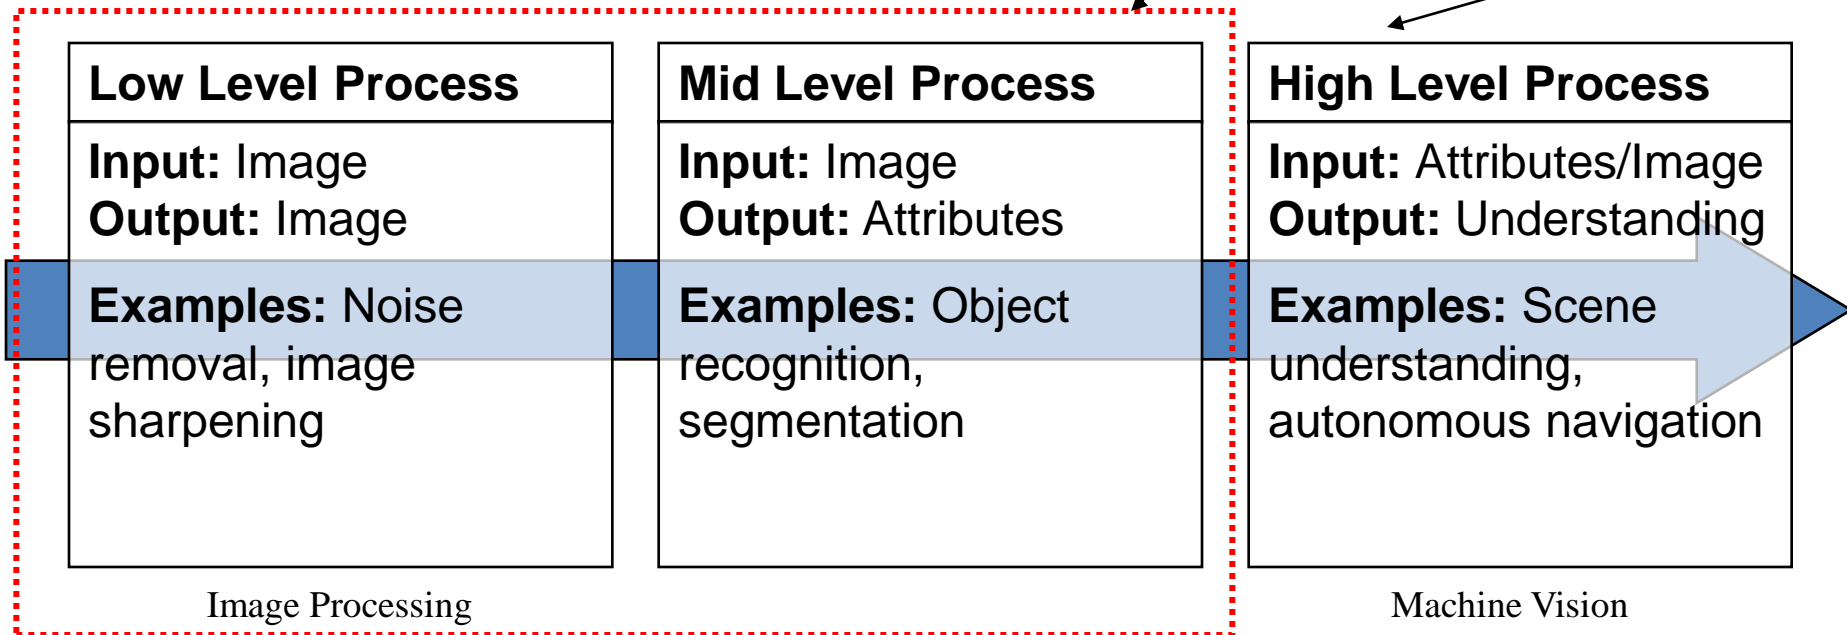 Low Level Process
Input: Image
Output: Image
Examples: Noise
removal, image
sharpening
Mid Level Process
Input: Image
Output: Attributes
Examples: Object
recognition,
segmentation
High Level Process
Input: Attributes/Image
Output: Understanding
Examples: Scene
understanding,
autonomous navigation
Image Processing
Machine Vision